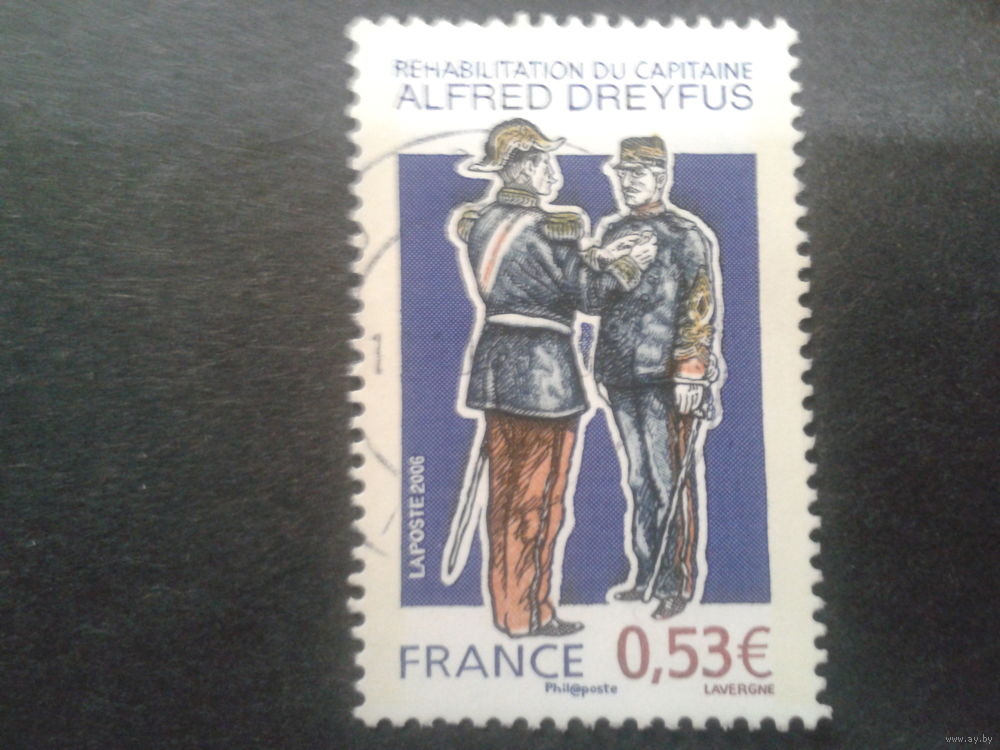 REHABILITATION DU CAPITAINE
ALFRED DREYFUS
LA POSTE 2006
FRANCE 0,53€
Phil@poste LAVERGNE
www.ay.by